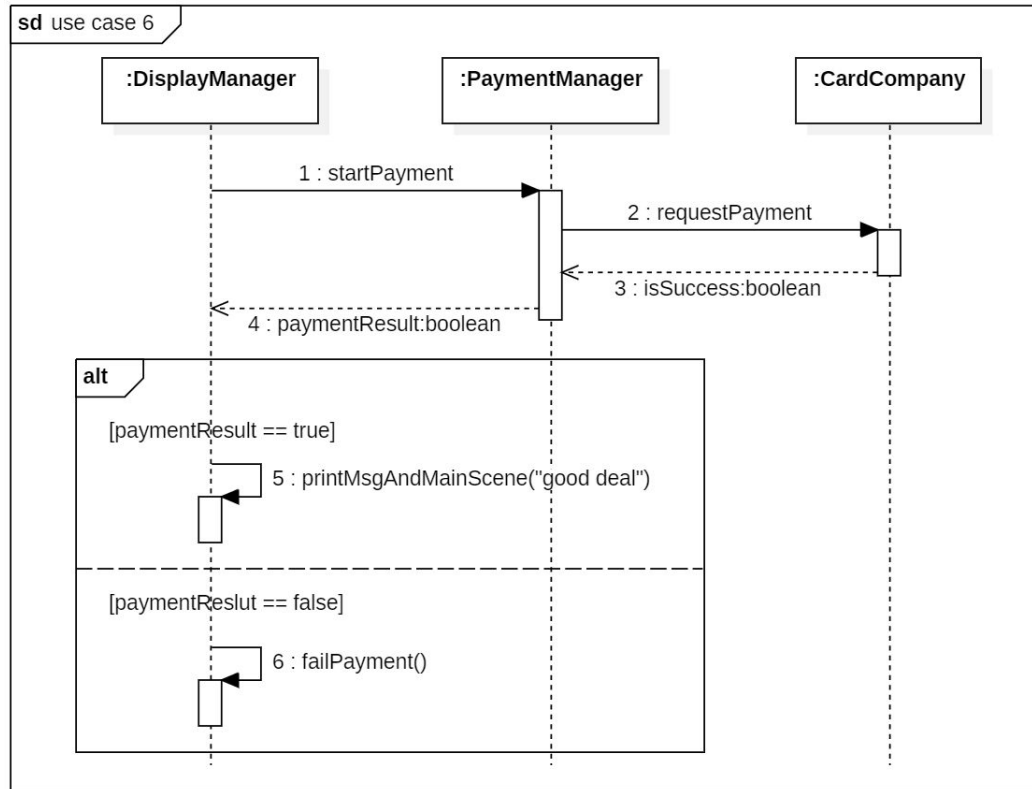 sd use case 6
:DisplayManager :PaymentManager :CardCompany
1 : startPayment
2 : requestPayment
3 : isSuccess:boolean
4 : paymentResult:boolean
alt
[paymentResult == true]
5 : printMsgAndMainScene("good deal")
[paymentReslut == false]
6 : failPayment()